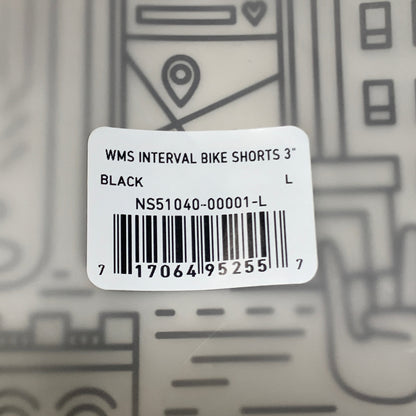 WMS INTERVAL BIKE SHORTS 3"
BLACK L
NS51040-00001-L
7 17064 95255 7